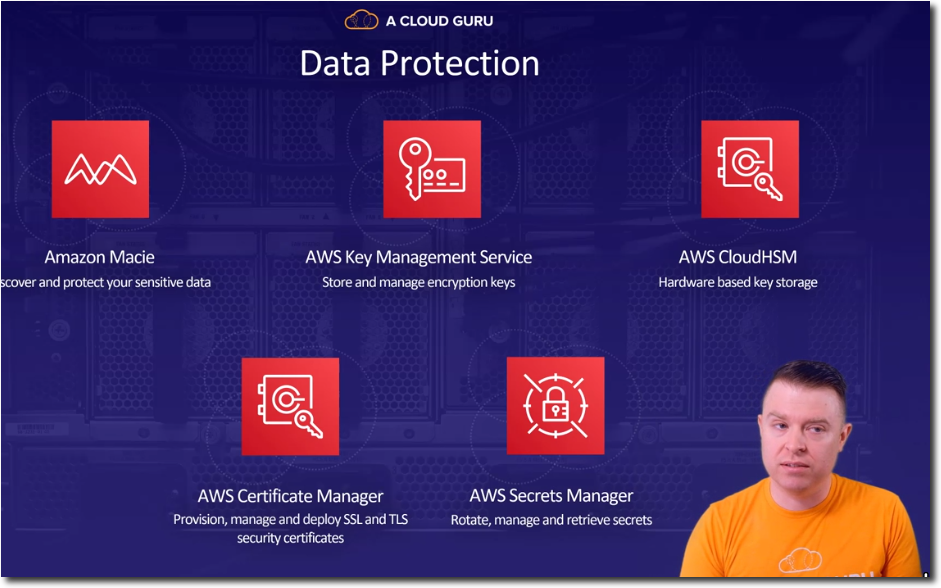 A CLOUD GURU
Data Protection
Amazon Macie
scover and protect your sensitive data
AWS Key Management Service
Store and manage encryption keys
AWS CloudHSM
Hardware based key storage
AWS Certificate Manager
Provision, manage and deploy SSL and TLS
security certificates
AWS Secrets Manager
Rotate, manage and retrieve secrets